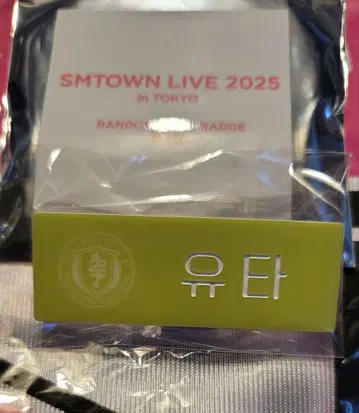 SMTOWN LIVE 2025
in TOKYO
RANDOM BADGE
유타